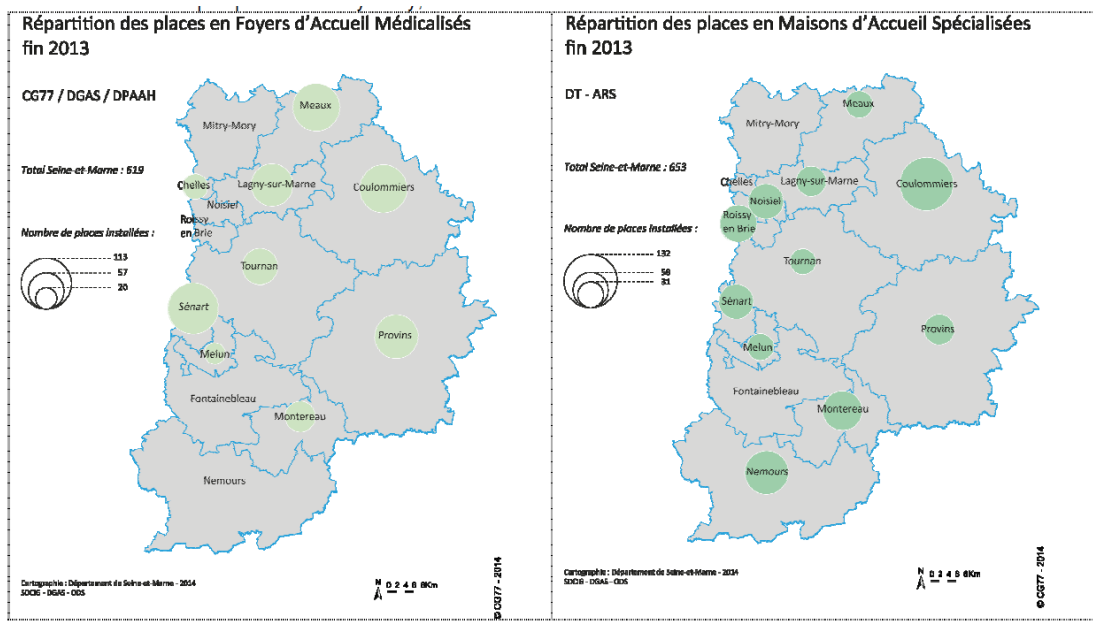 Répartition des places en Foyers d'Accueil Médicalisés
fin 2013
CG77 / DGAS / DPAAH
Total Seine-et-Marne : 619
Nombre de places installées :
113
57
20
Meaux
Mitry-Mory
Chelles
Lagny-sur-Marne
Coulommiers
Noisiel
Roissy
en Brie
Tournan
Sénart
Provins
Melun
Fontainebleau
Montereau
Nemours
Cartographie : Département de Seine-et-Marne - 2014
SDCIG - DGAS - ODS
N
0 2 4 6 8Km
© CG77 - 2014
Répartition des places en Maisons d'Accueil Spécialisées
fin 2013
DT - ARS
Total Seine-et-Marne : 653
Nombre de places installées :
132
58
31
Meaux
Mitry-Mory
Chelles
Lagny-sur-Marne
Coulommiers
Noisiel
Roissy
en Brie
Tournan
Sénart
Provins
Melun
Fontainebleau
Montereau
Nemours
Cartographie : Département de Seine-et-Marne - 2014
SDCIG - DGAS - ODS
N
© CG77 - 2014